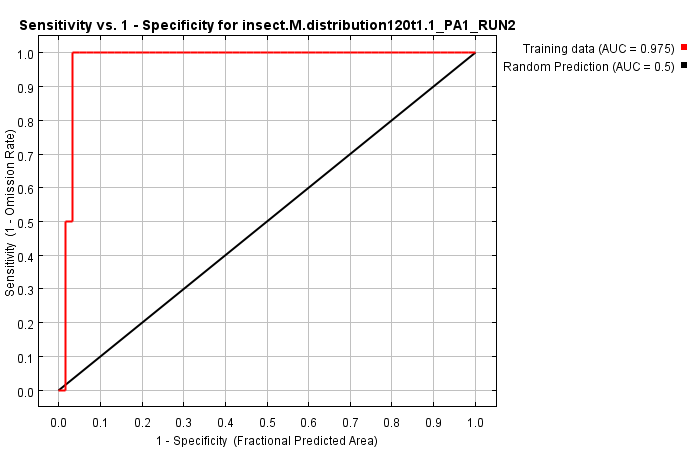 Sensitivity vs. 1 - Specificity for insect.M.distribution120t1.1_PA1_RUN2
Training data (AUC = 0.975)
Random Prediction (AUC = 0.5)
Sensitivity (1 - Omission Rate)
1.0
0.9
0.8
0.7
0.6
0.5
0.4
0.3
0.2
0.1
0.0
0.0 0.1 0.2 0.3 0.4 0.5 0.6 0.7 0.8 0.9 1.0
1 - Specificity (Fractional Predicted Area)